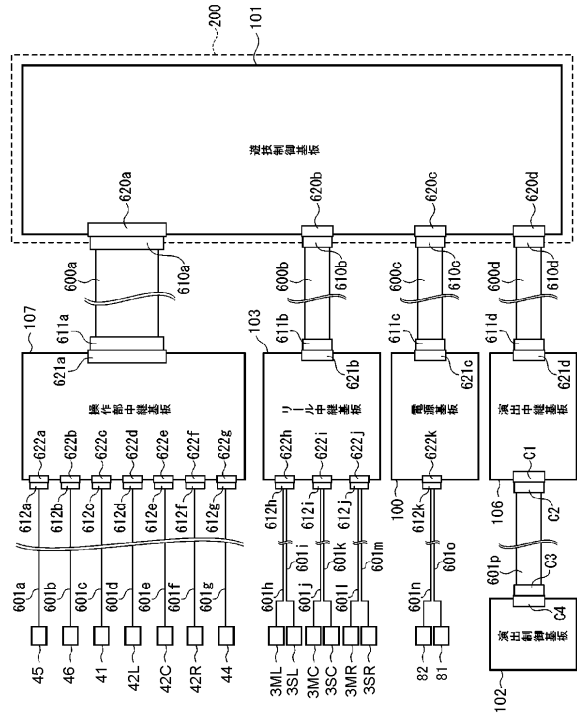 200
101
遊技制御基板
620a
620b
620c
620d
610a
610b
610c
610d
600a
600b
600c
600d
611a
611b
611c
611d
107
103
100
106
621a
621b
621c
621d
操作部中継基板
リール中継基板
電源基板
演出中継基板
622a
622b
622c
622d
622e
622f
622g
622h
622i
622j
622k
C1
612a
612b
612c
612d
612e
612f
612g
612h
612i
612j
612k
C2
601a
601b
601c
601d
601e
601f
601g
601h
601i
601j
601k
601l
601m
601n
601o
601p
C3
C4
45
46
41
42L
42C
42R
44
3ML
3SL
3MC
3SC
3MR
3SR
82
81
演出制御基板
102